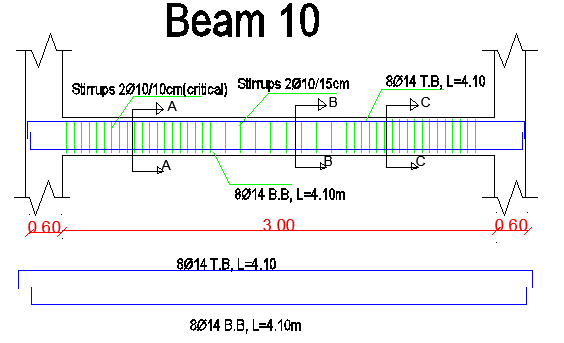 Beam 10
Stirrups 2Ø10/10cm(critical)
Stirrups 2Ø10/15cm
8Ø14 T.B, L=4.10
A
B
C
A
B
C
8Ø14 B.B, L=4.10m
0.60
3.00
0.60
8Ø14 T.B, L=4.10
8Ø14 B.B, L=4.10m